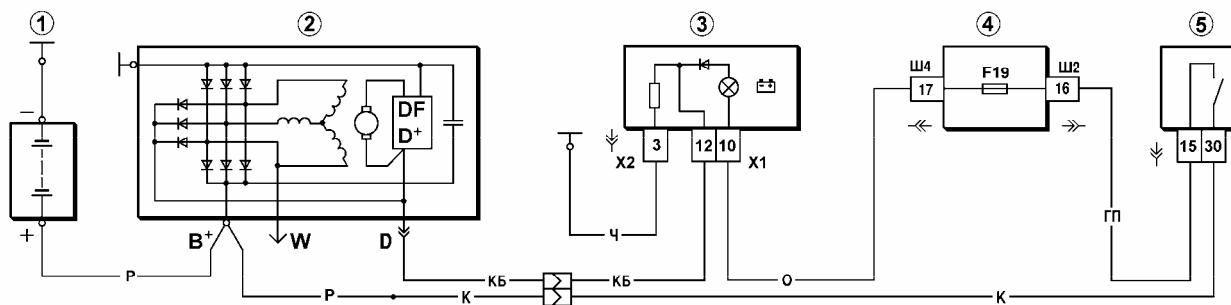 1 2 3 4 5
Ш4 F19 Ш2
17 16
DF
D+
− 
3 12 10 15 30
X2 X1
+ B+ W D Ч ГП
Р КБ КБ О
Р К К